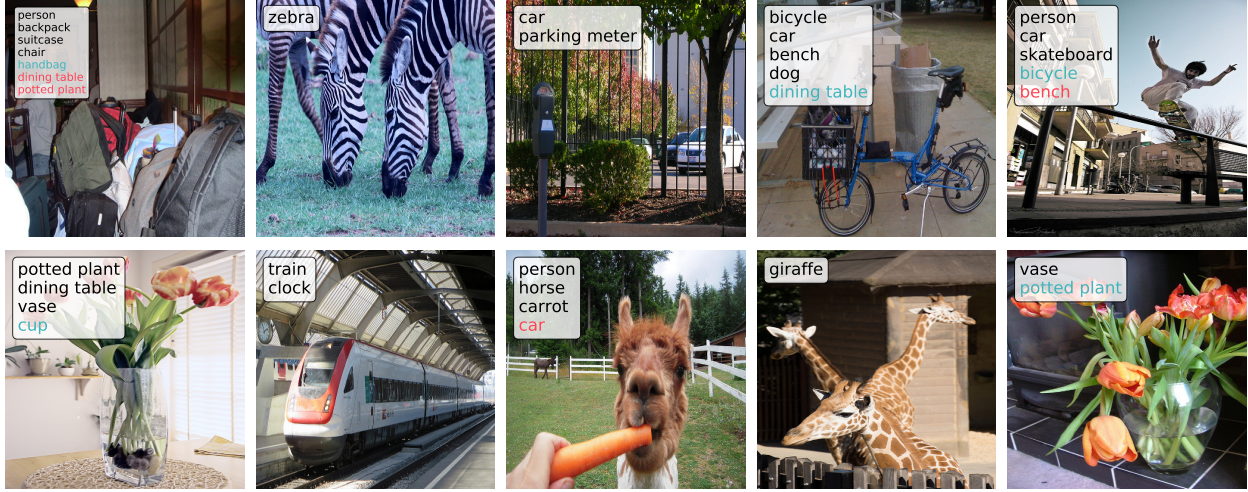 person
backpack
suitcase
chair
handbag
dining table
potted plant
zebra
car
parking meter
bicycle
car
bench
dog
dining table
person
car
skateboard
bicycle
bench
potted plant
dining table
vase
cup
train
clock
person
horse
carrot
car
giraffe
vase
potted plant